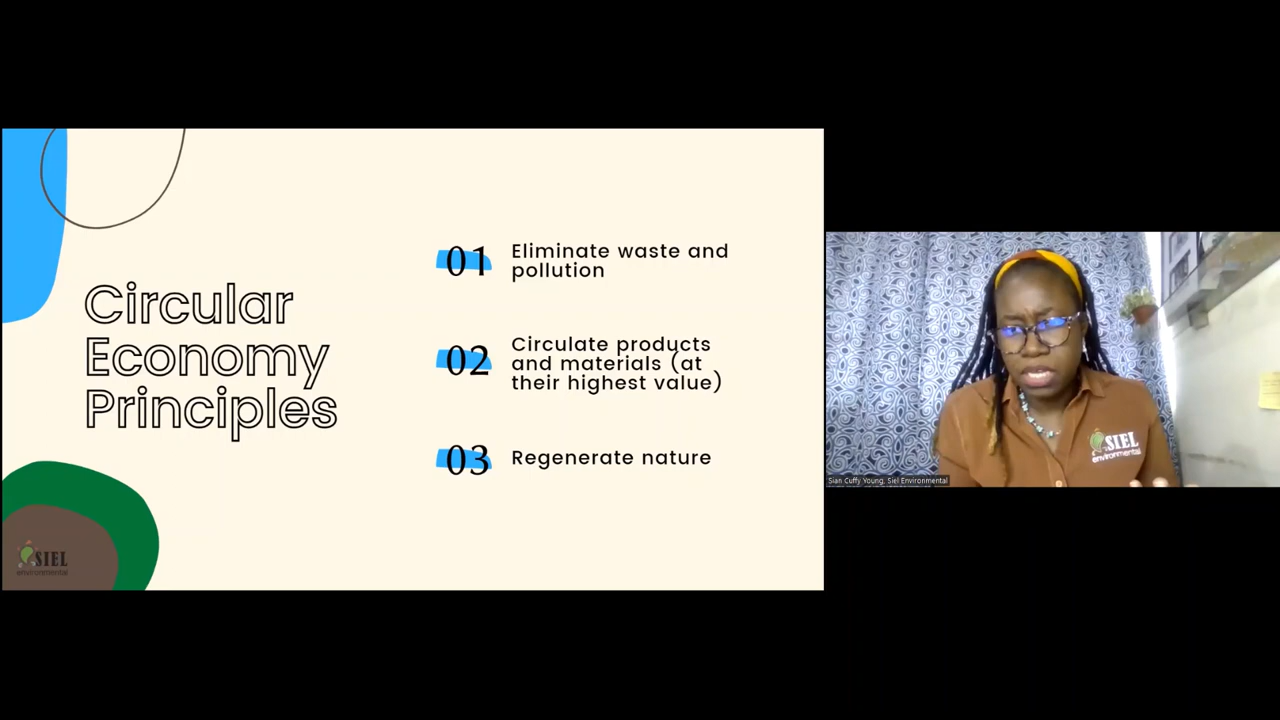 Circular
Economy
Principles
01
Eliminate waste and
pollution
02
Circulate products
and materials (at
their highest value)
03
Regenerate nature
SIEL
environmental
SIEL
environmental
Sian Cuffy Young, Siel Environmental